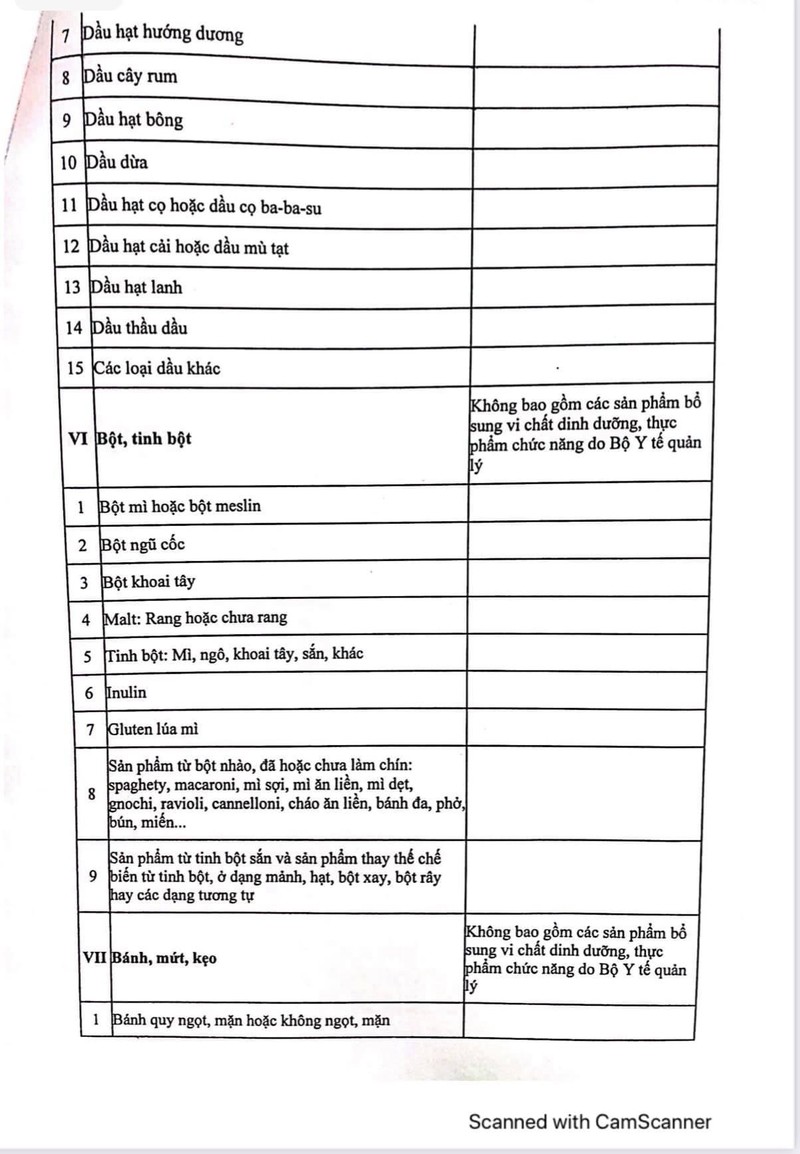 7 Dầu hạt hướng dương
8 Dầu cây rum
9 Dầu hạt bông
10 Dầu dừa
11 Dầu hạt cọ hoặc dầu cọ ba-ba-su
12 Dầu hạt cải hoặc dầu mù tạt
13 Dầu hạt lanh
14 Dầu thầu dầu
15 Các loại dầu khác
VI Bột, tinh bột
Không bao gồm các sản phẩm bổ
sung vi chất dinh dưỡng, thực
phẩm chức năng do Bộ Y tế quản
lý
1 Bột mì hoặc bột meslin
2 Bột ngũ cốc
3 Bột khoai tây
4 Malt: Rang hoặc chưa rang
5 Tinh bột: Mì, ngô, khoai tây, sắn, khác
6 Inulin
7 Gluten lúa mì
8 Sản phẩm từ bột nhào, đã hoặc chưa làm chín:
spaghety, macaroni, mì sợi, mì ăn liền, mì dẹt,
gnochi, ravioli, cannelloni, cháo ăn liền, bánh đa, phở,
bún, miến...
9 Sản phẩm từ tinh bột sắn và sản phẩm thay thế chế
biến từ tinh bột, ở dạng mảnh, hạt, bột xay, bột rây
hay các dạng tương tự
VII Bánh, mứt, kẹo
Không bao gồm các sản phẩm bổ
sung vi chất dinh dưỡng, thực
phẩm chức năng do Bộ Y tế quản
lý
1 Bánh quy ngọt, mặn hoặc không ngọt, mặn
Scanned with CamScanner